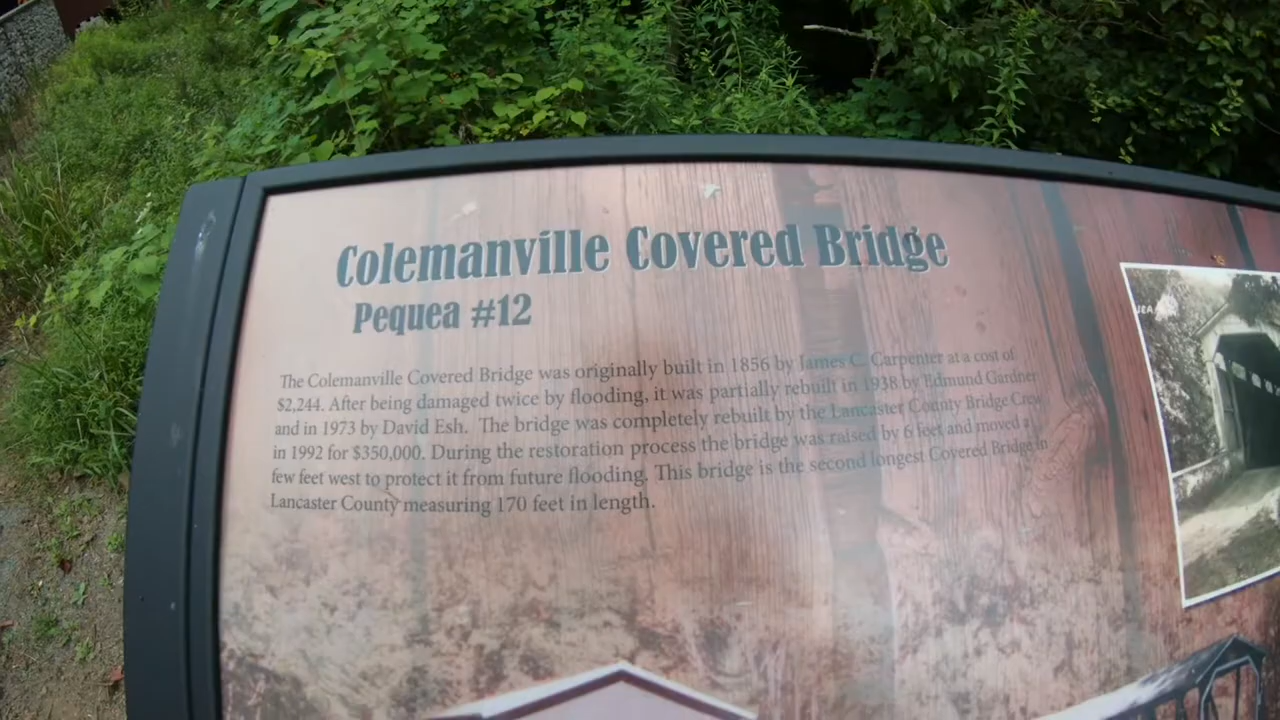 Colemanville Covered Bridge
Pequea #12
The Colemanville Covered Bridge was originally built in 1856 by James C. Carpenter at a cost of
$2,244. After being damaged twice by flooding, it was partially rebuilt in 1938 by Edmund Gardner
and in 1973 by David Esh. The bridge was completely rebuilt by the Lancaster County Bridge Crew
in 1992 for $350,000. During the restoration process the bridge was raised by 6 feet and moved a
few feet west to protect it from future flooding. This bridge is the second longest Covered Bridge in
Lancaster County measuring 170 feet in length.